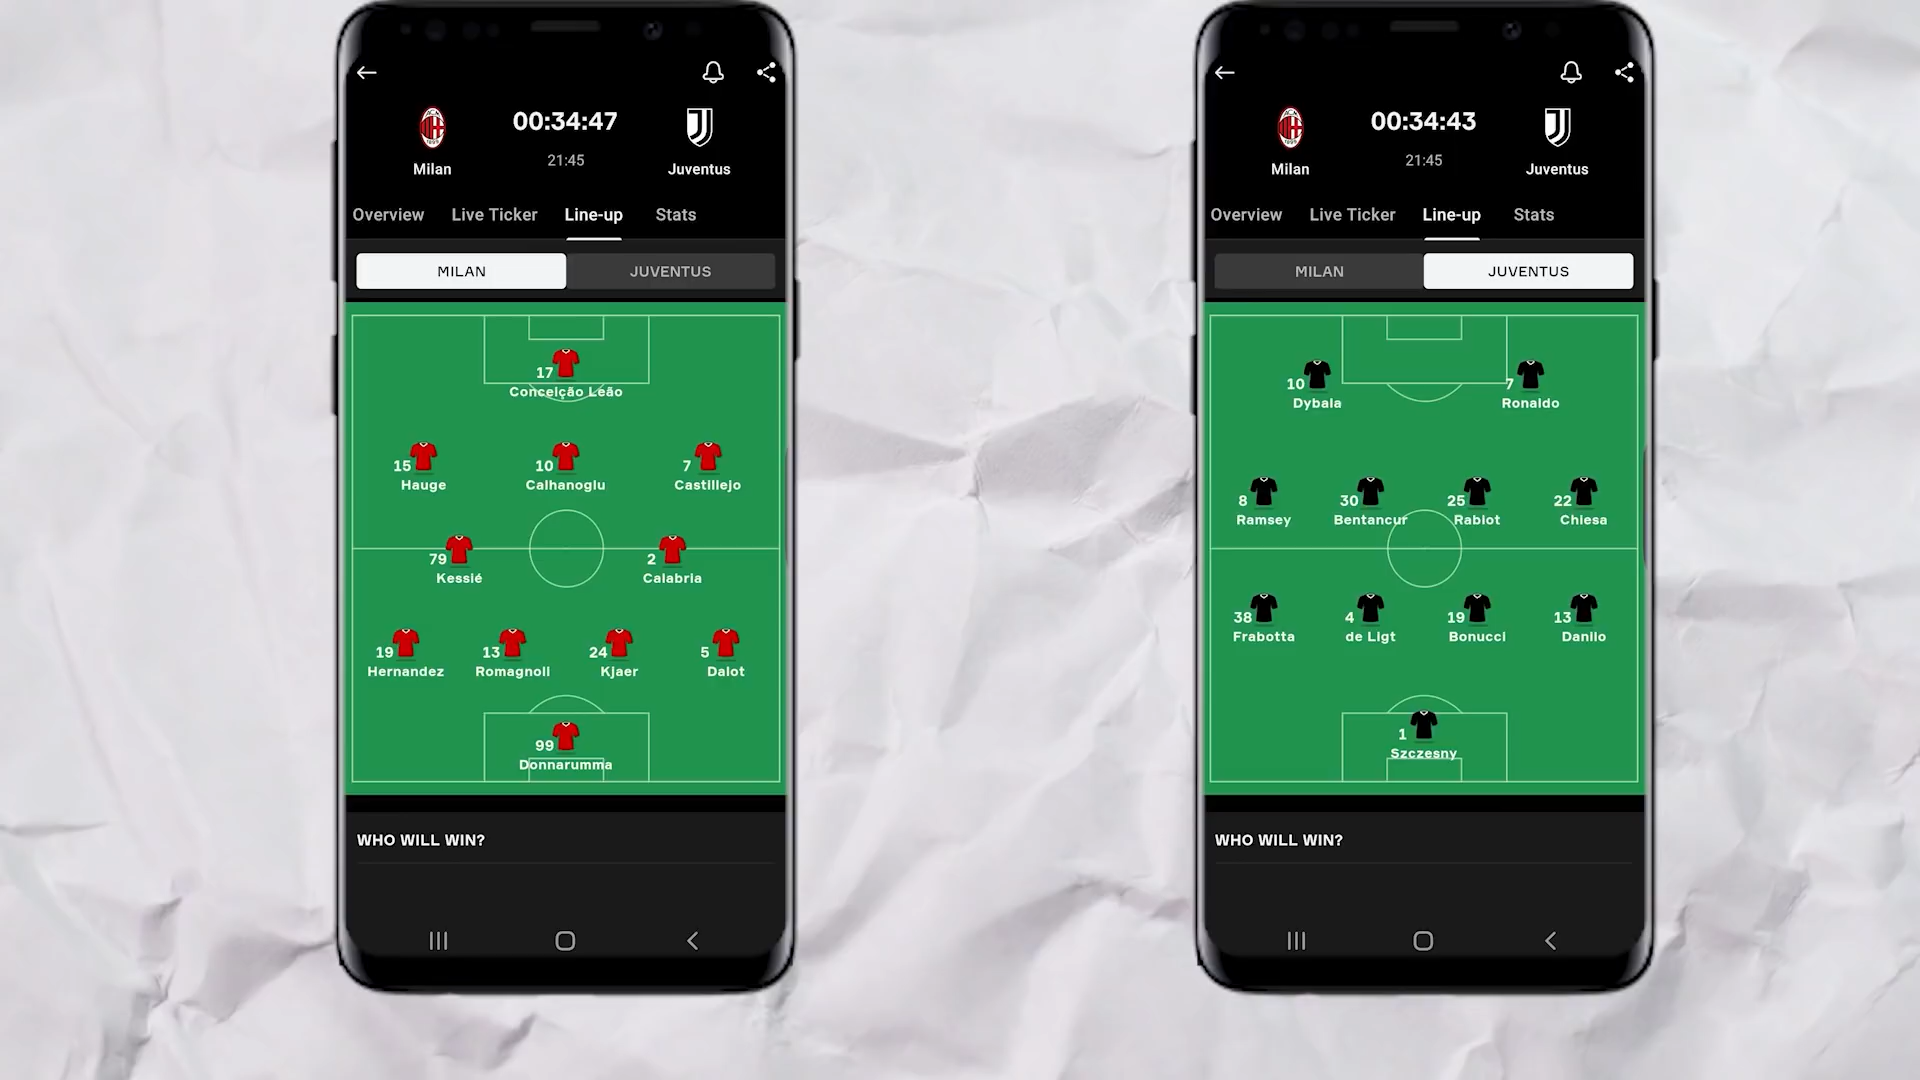 00:34:47
21:45
Milan
Juventus
Overview Live Ticker Line-up Stats
MILAN JUVENTUS
17
Conceição Leão
15 10 7
Hauge Calhanoglu Castillejo
79 2
Kessié Calabria
19 13 24 5
Hernandez Romagnoli Kjaer Dalot
99
Donnarumma
WHO WILL WIN?
00:34:43
21:45
Milan
Juventus
Overview Live Ticker Line-up Stats
MILAN JUVENTUS
10 7
Dybala Ronaldo
8 30 25 22
Ramsey Bentancur Rabiot Chiesa
38 4 19 13
Frabotta de Ligt Bonucci Danilo
1
Szczesny
WHO WILL WIN?